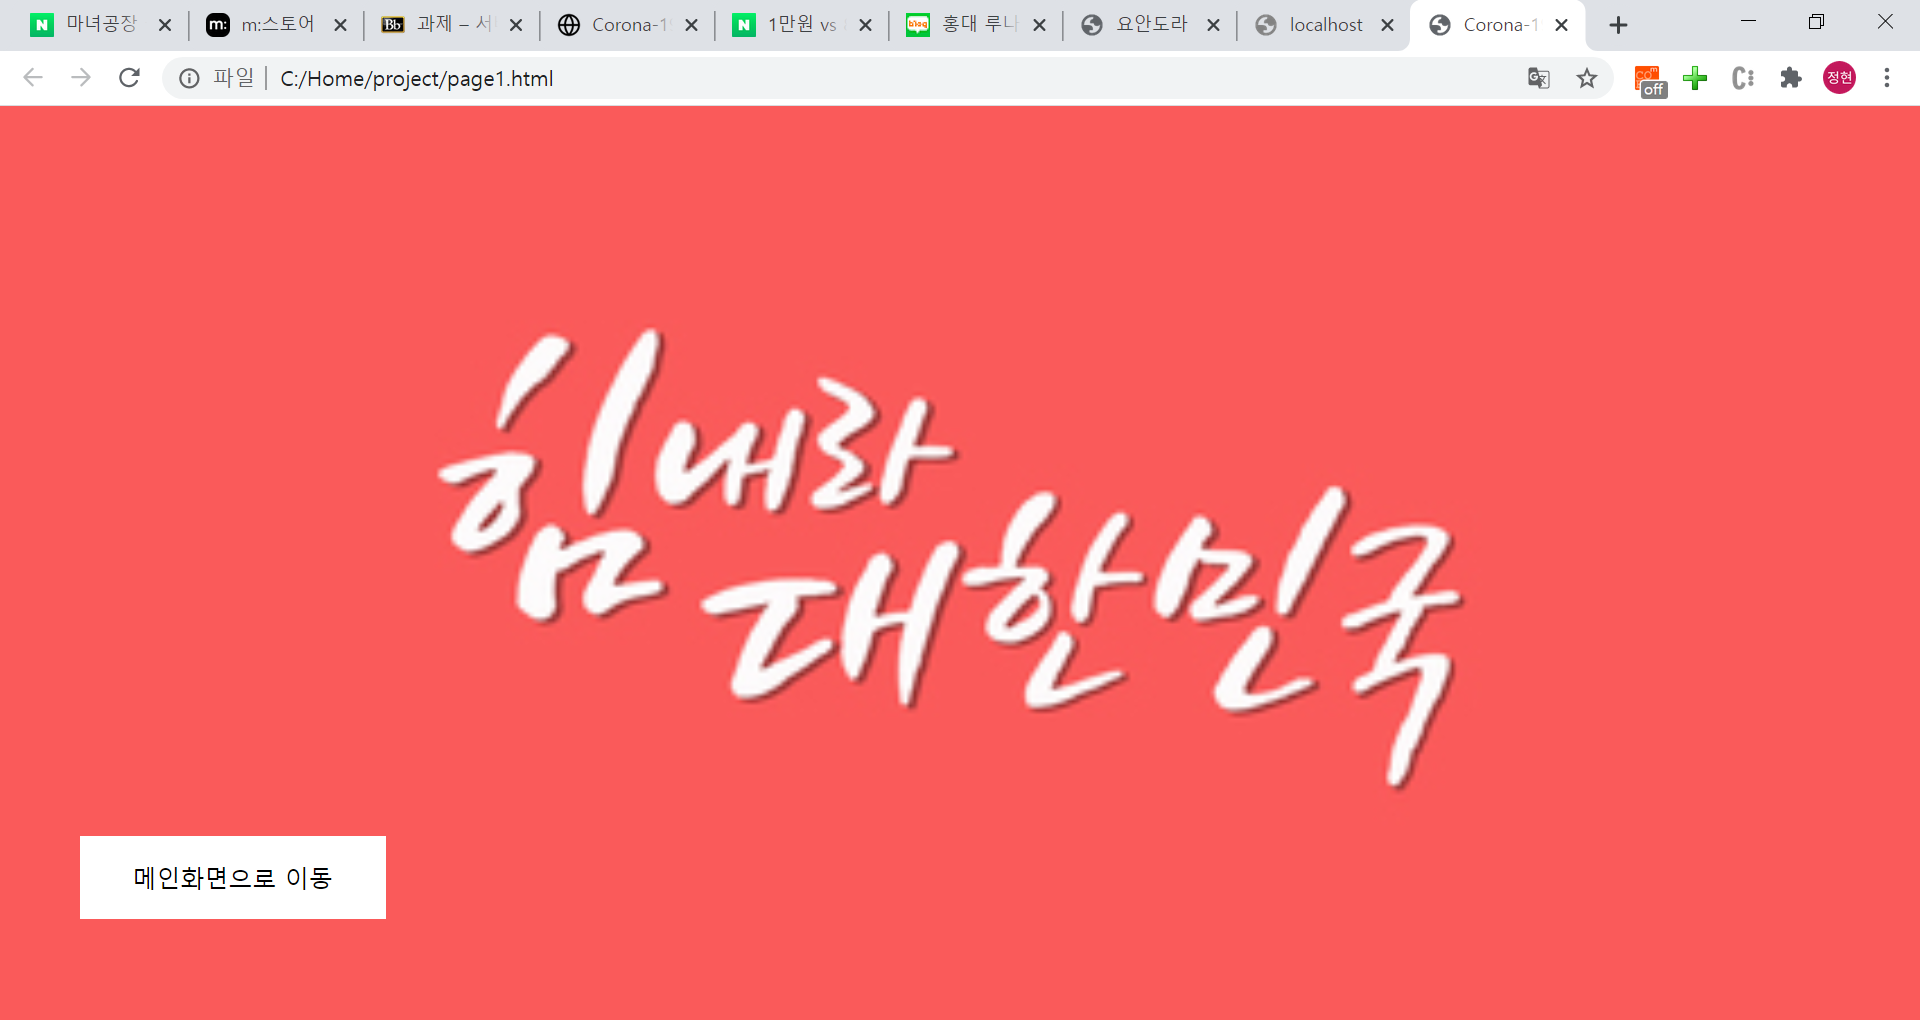 마녀공장
m:스토어
과제 – 서
Corona-1
1만원 vs
홍대 루나
요안도라
localhost
Corona-1
파일
C:/Home/project/page1.html
off
정현
힘내라
대한민국
메인화면으로 이동